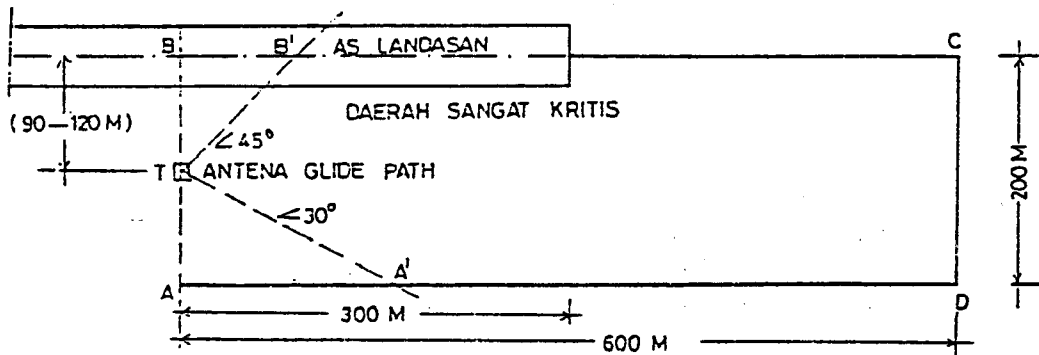 B B' AS LANDASAN C
DAERAH SANGAT KRITIS
(90—120 M)
∠45°
T ANTENA GLIDE PATH
200 M
∠30°
A'
A D
300 M
600 M